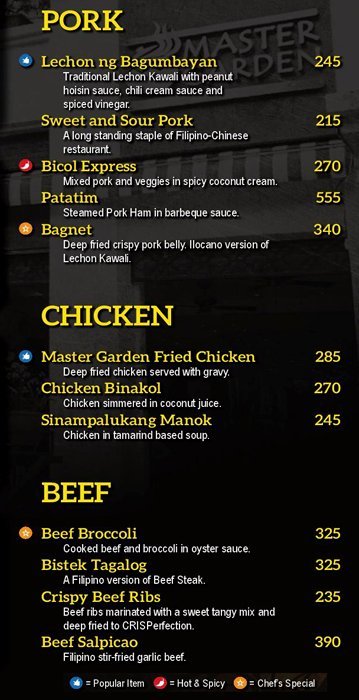 PORK
MASTER
GARDEN
Lechon ng Bagumbayan 245
Traditional Lechon Kawali with peanut
hoisin sauce, chili cream sauce and
spiced vinegar.
Sweet and Sour Pork 215
A long standing staple of Filipino-Chinese
restaurant.
Bicol Express 270
Mixed pork and veggies in spicy coconut cream.
Patatim 555
Steamed Pork Ham in barbeque sauce.
Bagnet 340
Deep fried crispy pork belly. Ilocano version of
Lechon Kawali.
CHICKEN
Master Garden Fried Chicken 285
Deep fried chicken served with gravy.
Chicken Binakol 270
Chicken simmered in coconut juice.
Sinampalukang Manok 245
Chicken in tamarind based soup.
BEEF
Beef Broccoli 325
Cooked beef and broccoli in oyster sauce.
Bistek Tagalog 325
A Filipino version of Beef Steak.
Crispy Beef Ribs 235
Beef ribs marinated with a sweet tangy mix and
deep fried to CRISPerfection.
Beef Salpicao 390
Filipino stir-fried garlic beef.
= Popular Item = Hot & Spicy = Chef's Special